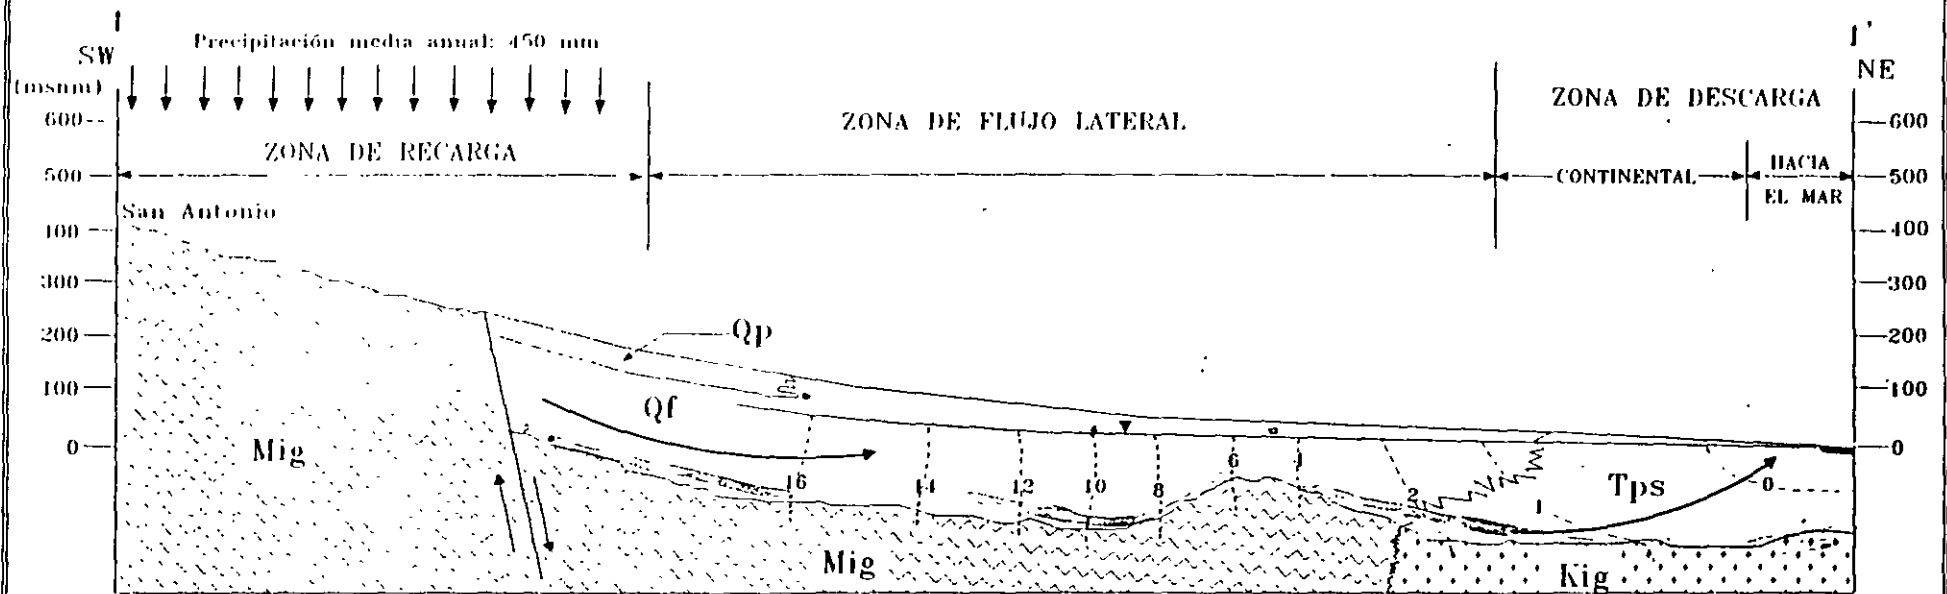 I I'
SW Precipitación media anual: 450 mm NE
(msnm)
ZONA DE DESCARGA
600 ZONA DE FLUJO LATERAL 600
ZONA DE RECARGA
HACIA
500 CONTINENTAL 500
EL MAR
San Antonio
400 400
300 300
200 Qp 200
100 100
Qf
0 Mig 6 4 0
16 14 12 10 8 2 1 Tps 0
Mig Kig